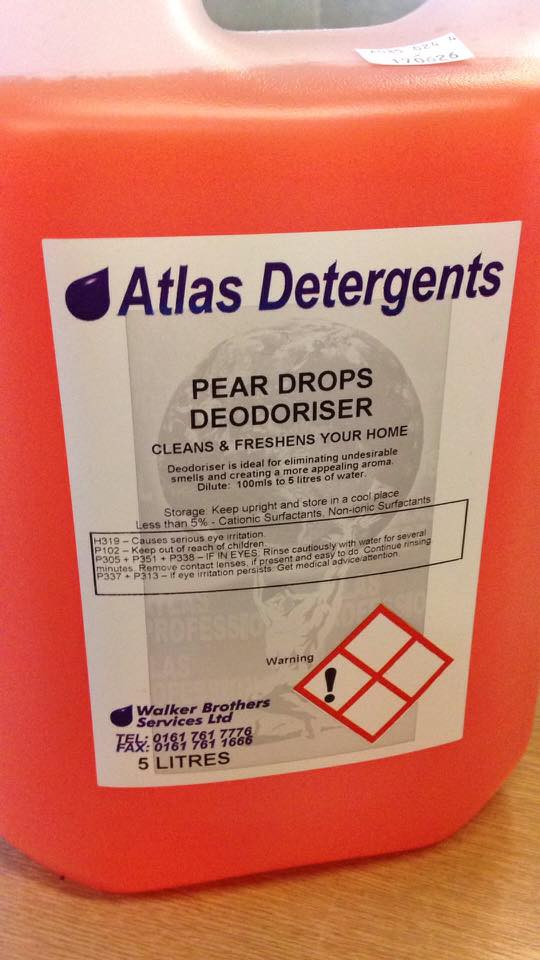 170626
Atlas Detergents
PEAR DROPS
DEODORISER
CLEANS & FRESHENS YOUR HOME
Deodoriser is ideal for eliminating undesirable
smells and creating a more appealing aroma.
Dilute: 100mls to 5 litres of water.
Storage: Keep upright and store in a cool place
Less than 5% - Cationic Surfactants, Non-ionic Surfactants
H319 – Causes serious eye irritation.
P102 – Keep out of reach of children.
P305 + P351 + P338 – IF IN EYES: Rinse cautiously with water for several
minutes. Remove contact lenses, if present and easy to do. Continue rinsing
P337 + P313 – if eye irritation persists: Get medical advice/attention.
PROFESSIO
Warning
!
Walker Brothers
Services Ltd
TEL: 0161 761 7776
FAX: 0161 761 1666
5 LITRES